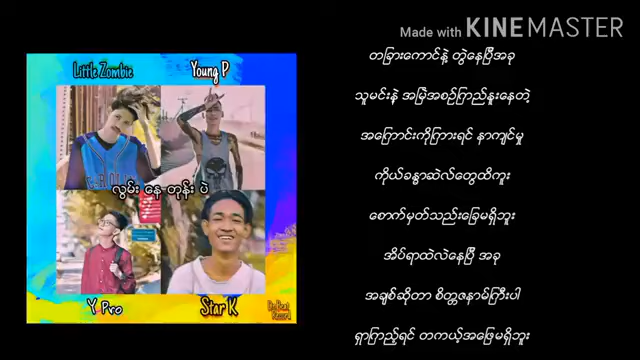 Made with KINEMASTER
Little Zombie
Young P
လွမ်း နေ တုန်း ပဲ
Y Pro
Star K
Record
တခြားကောင်နဲ့ တွဲနေပြီအခု
သူမင်းနဲ့ အမြဲအစဉ်ကြည်နူးနေတဲ့
အကြောင်းကိုကြားရင် နာကျင်မှု
ကိုယ်ခန္ဓာဆဲလ်တွေထိကူး
စောက်မှတ်သည်းခြေမရှိဘူး
အိပ်ရာထဲလဲနေပြီ အခု
အချစ်ဆိုတာ စိတ္တဇနာမ်ကြီးပါ
ရှာကြည့်ရင် တကယ့်အဖြေမရှိဘူး